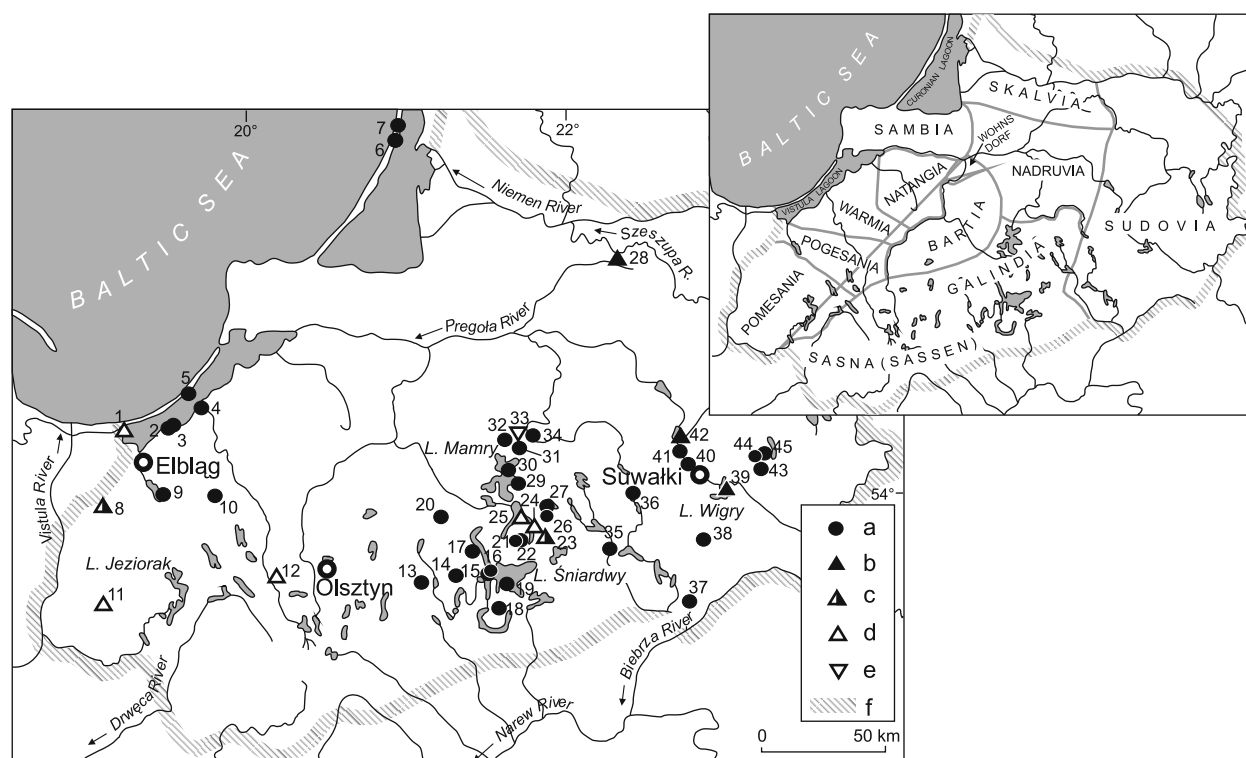 20°
22°
7
6
Niemen River
Szeszupa R.
28
BALTIC SEA
Pregoła River
5
4
1
2
3
Elbląg
Vistula River
9
10
8
L. Jeziorak
11
12
Olsztyn
Drwęca River
32
33
34
L. Mamry
31
30
29
20
24
27
25
26
21
22
23
17
16
14
15
13
19
L. Śniardwy
18
42
41
40
Suwałki
44
45
43
39
L. Wigry
36
54°
35
38
37
Biebrza River
Narew River
a
b
c
d
e
f
0
50 km
BALTIC SEA
CURONIAN LAGOON
SKALVIA
SAMBIA
WOHNS
DORF
VISTULA LAGOON
NATANGIA
NADRUVIA
WARMIA
BARTIA
SUDOVIA
POGESANIA
GALINDIA
POMESANIA
SASNA (SASSEN)